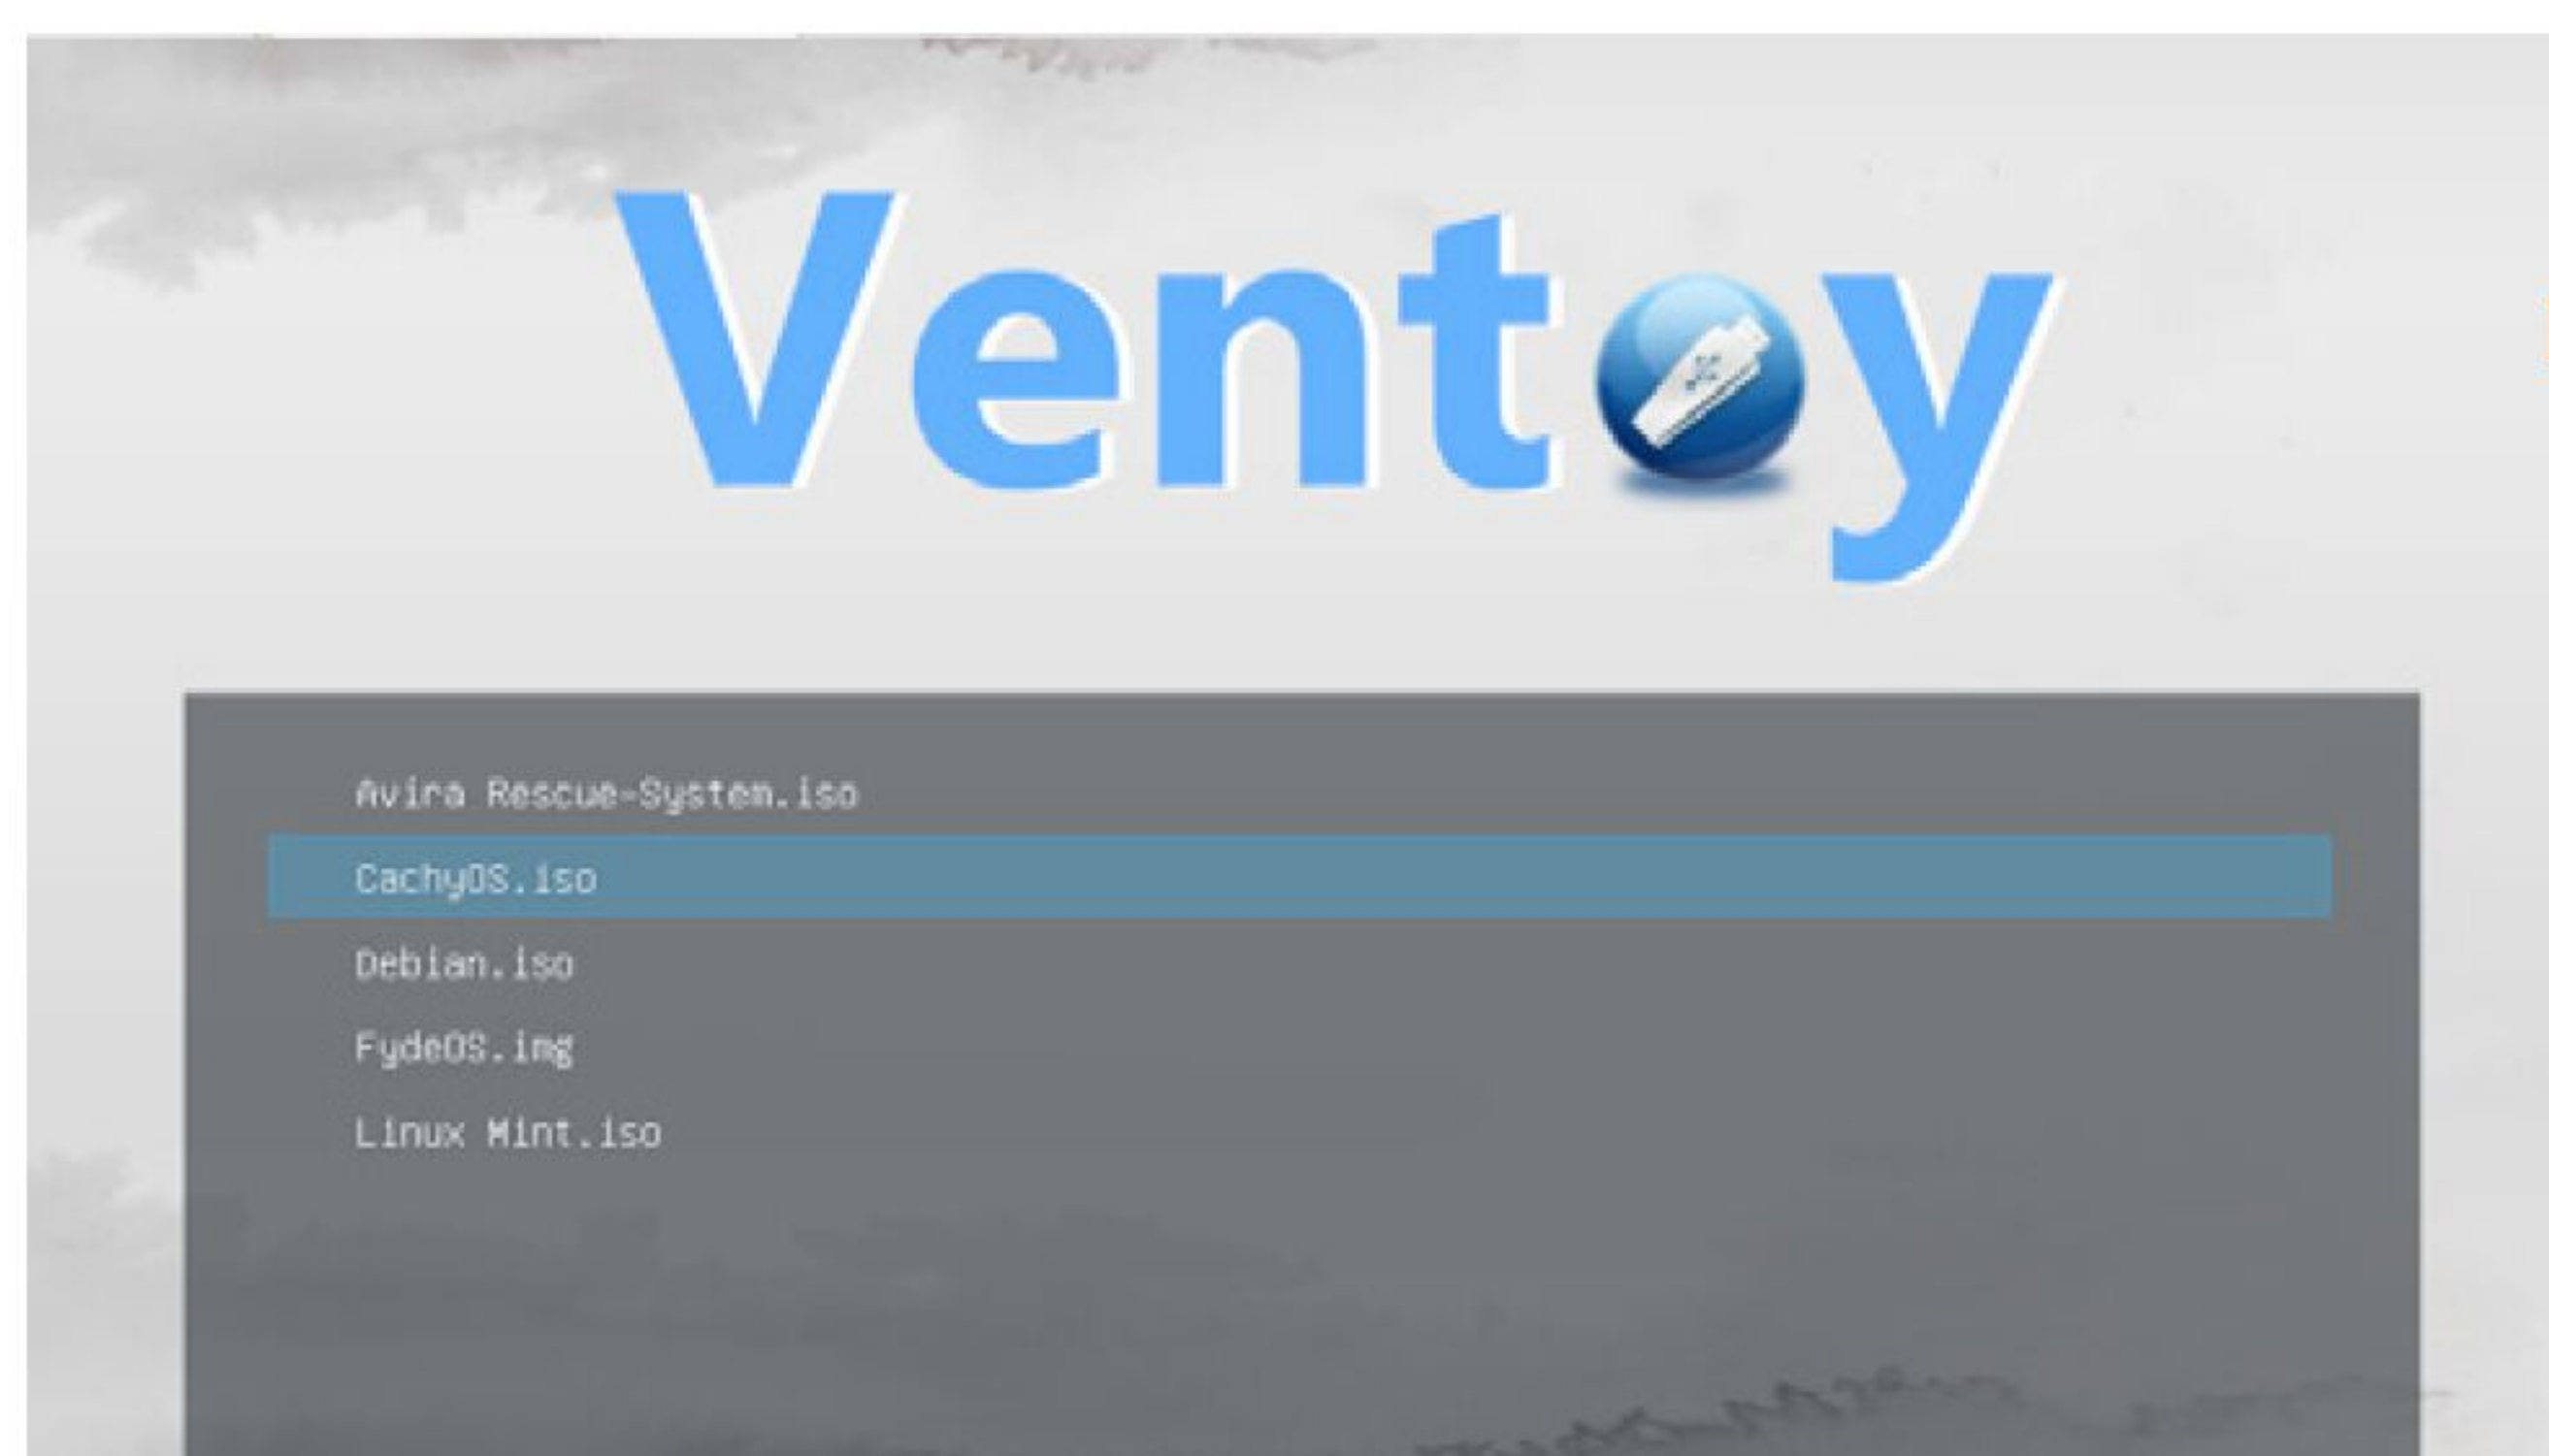 Ventoy
Avira Rescue-System.iso
CachyOS.iso
Debian.iso
FydeOS.img
Linux Mint.iso